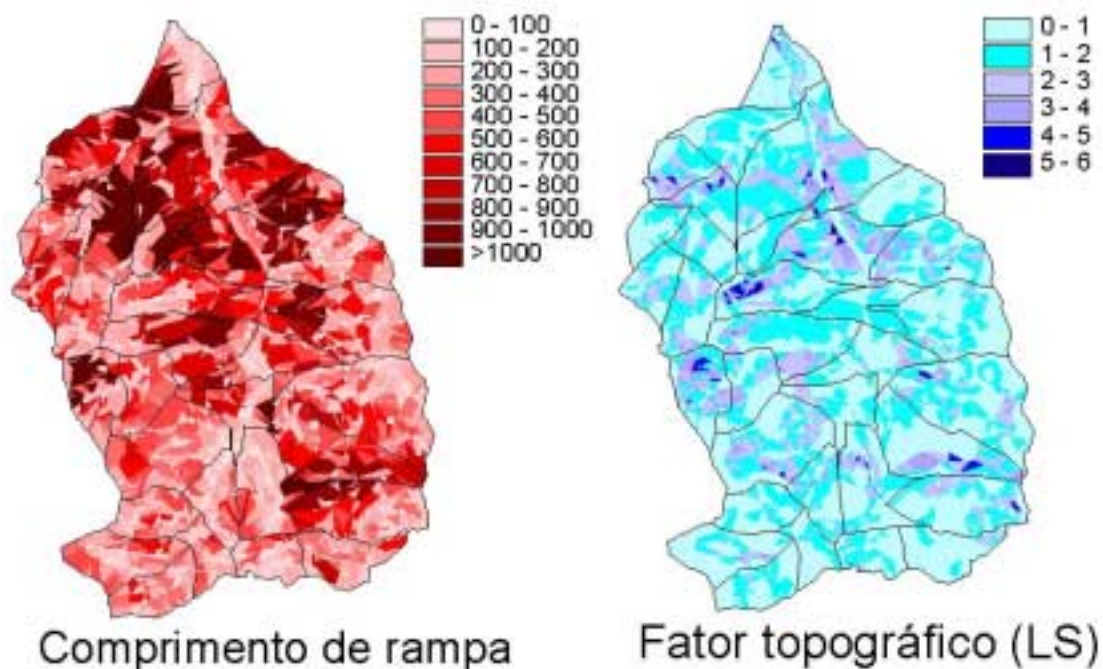 0 - 100
100 - 200
200 - 300
300 - 400
400 - 500
500 - 600
600 - 700
700 - 800
800 - 900
900 - 1000
>1000
0 - 1
1 - 2
2 - 3
3 - 4
4 - 5
5 - 6
Comprimento de rampa
Fator topográfico (LS)